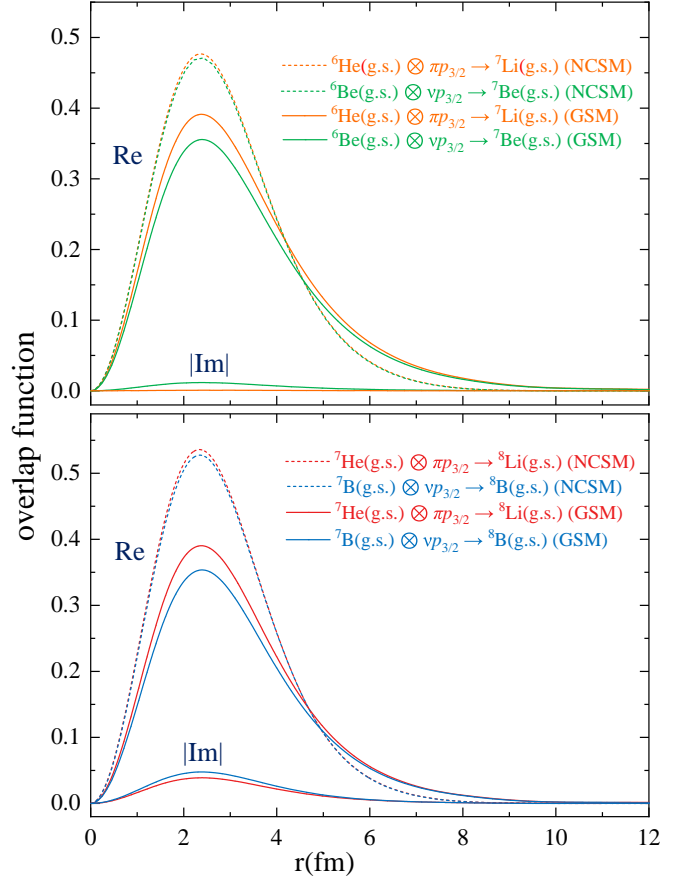 0.5
0.4
0.3
0.2
0.1
0.0
⁶He(g.s.) ⊗ πp₃/₂ → ⁷Li(g.s.) (NCSM)
⁶Be(g.s.) ⊗ νp₃/₂ → ⁷Be(g.s.) (NCSM)
⁶He(g.s.) ⊗ πp₃/₂ → ⁷Li(g.s.) (GSM)
⁶Be(g.s.) ⊗ νp₃/₂ → ⁷Be(g.s.) (GSM)
Re
|Im|
overlap function
0.5
0.4
0.3
0.2
0.1
0.0
⁷He(g.s.) ⊗ πp₃/₂ → ⁸Li(g.s.) (NCSM)
⁷B(g.s.) ⊗ νp₃/₂ → ⁸B(g.s.) (NCSM)
⁷He(g.s.) ⊗ πp₃/₂ → ⁸Li(g.s.) (GSM)
⁷B(g.s.) ⊗ νp₃/₂ → ⁸B(g.s.) (GSM)
Re
|Im|
0 2 4 6 8 10 12
r(fm)